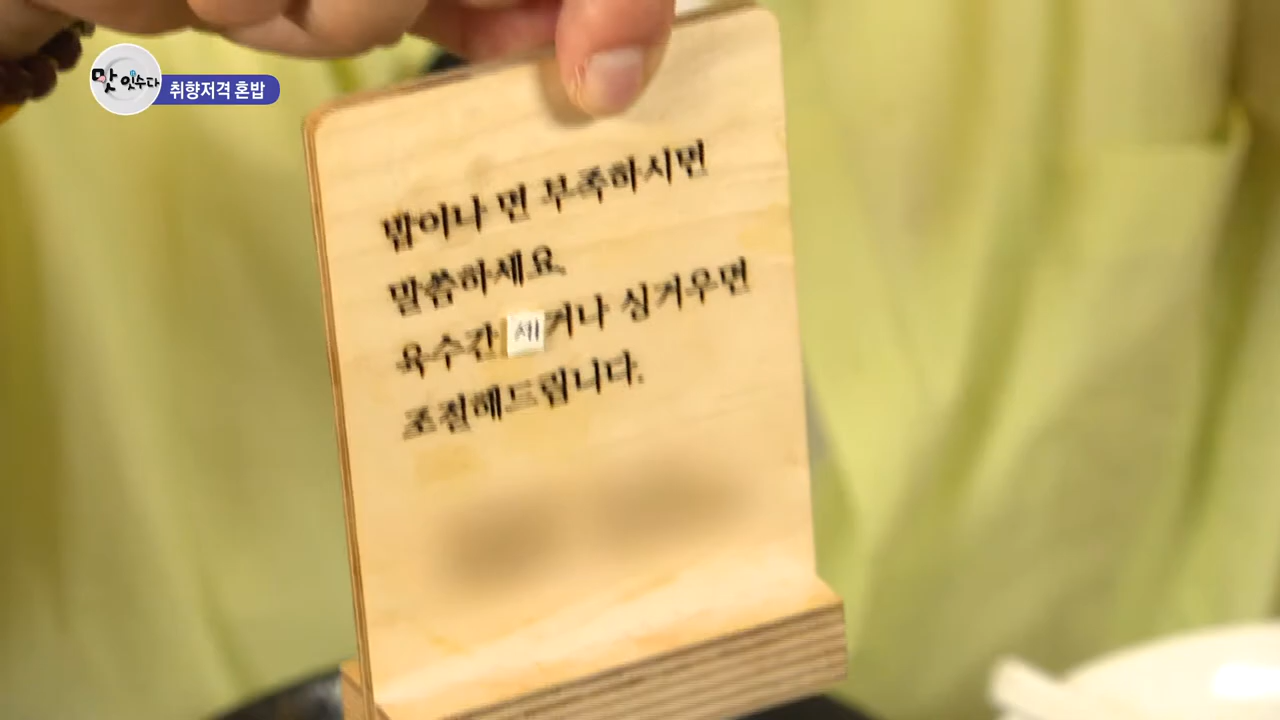 맛 잇수다
취향저격 혼밥
밥이나 면 부족하시면
말씀하세요.
육수간 세거나 싱거우면
조절해드립니다.